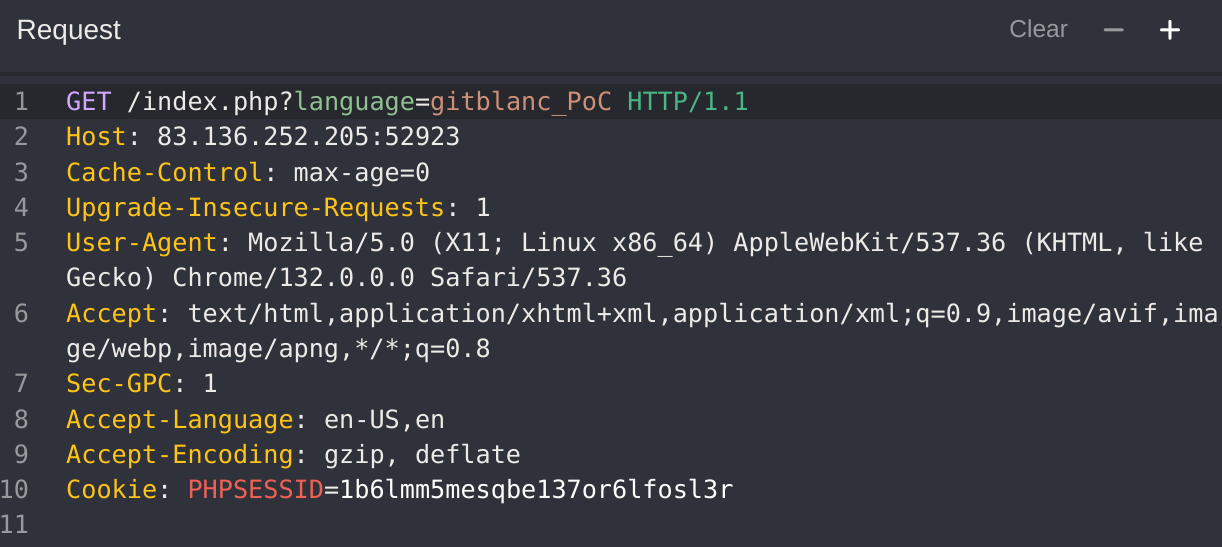 Request
Clear − +
1 GET /index.php?language=gitblanc_PoC HTTP/1.1
2 Host: 83.136.252.205:52923
3 Cache-Control: max-age=0
4 Upgrade-Insecure-Requests: 1
5 User-Agent: Mozilla/5.0 (X11; Linux x86_64) AppleWebKit/537.36 (KHTML, like
Gecko) Chrome/132.0.0.0 Safari/537.36
6 Accept: text/html,application/xhtml+xml,application/xml;q=0.9,image/avif,ima
ge/webp,image/apng,*/*;q=0.8
7 Sec-GPC: 1
8 Accept-Language: en-US,en
9 Accept-Encoding: gzip, deflate
10 Cookie: PHPSESSID=1b6lmm5mesqbe137or6lfosl3r
11